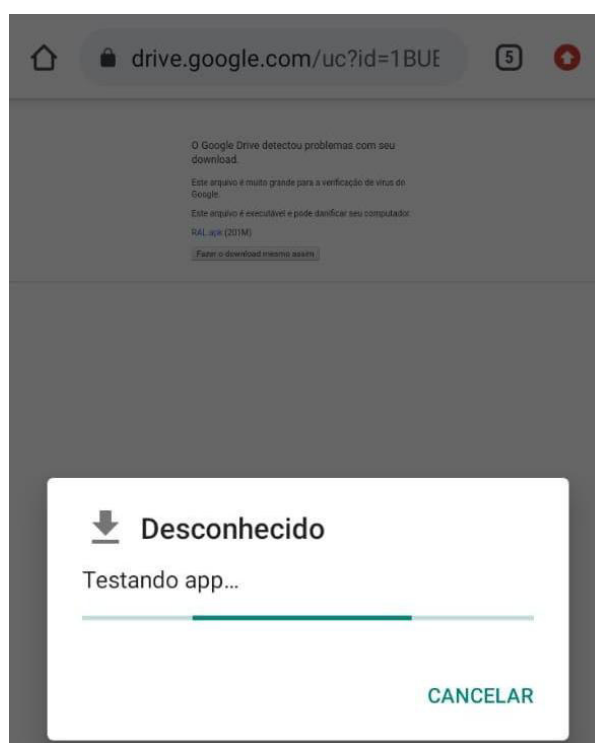 drive.google.com/uc?id=1BUE
5
O Google Drive detectou problemas com seu
download.
Este arquivo é muito grande para a verificação de vírus do
Google.
Este arquivo é executável e pode danificar seu computador.
RAL.apk (201M)
Fazer o download mesmo assim
Desconhecido
Testando app...
CANCELAR